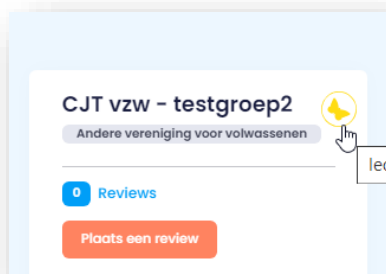 CJT vzw - testgroep2
Andere vereniging voor volwassenen
0 Reviews
Plaats een review